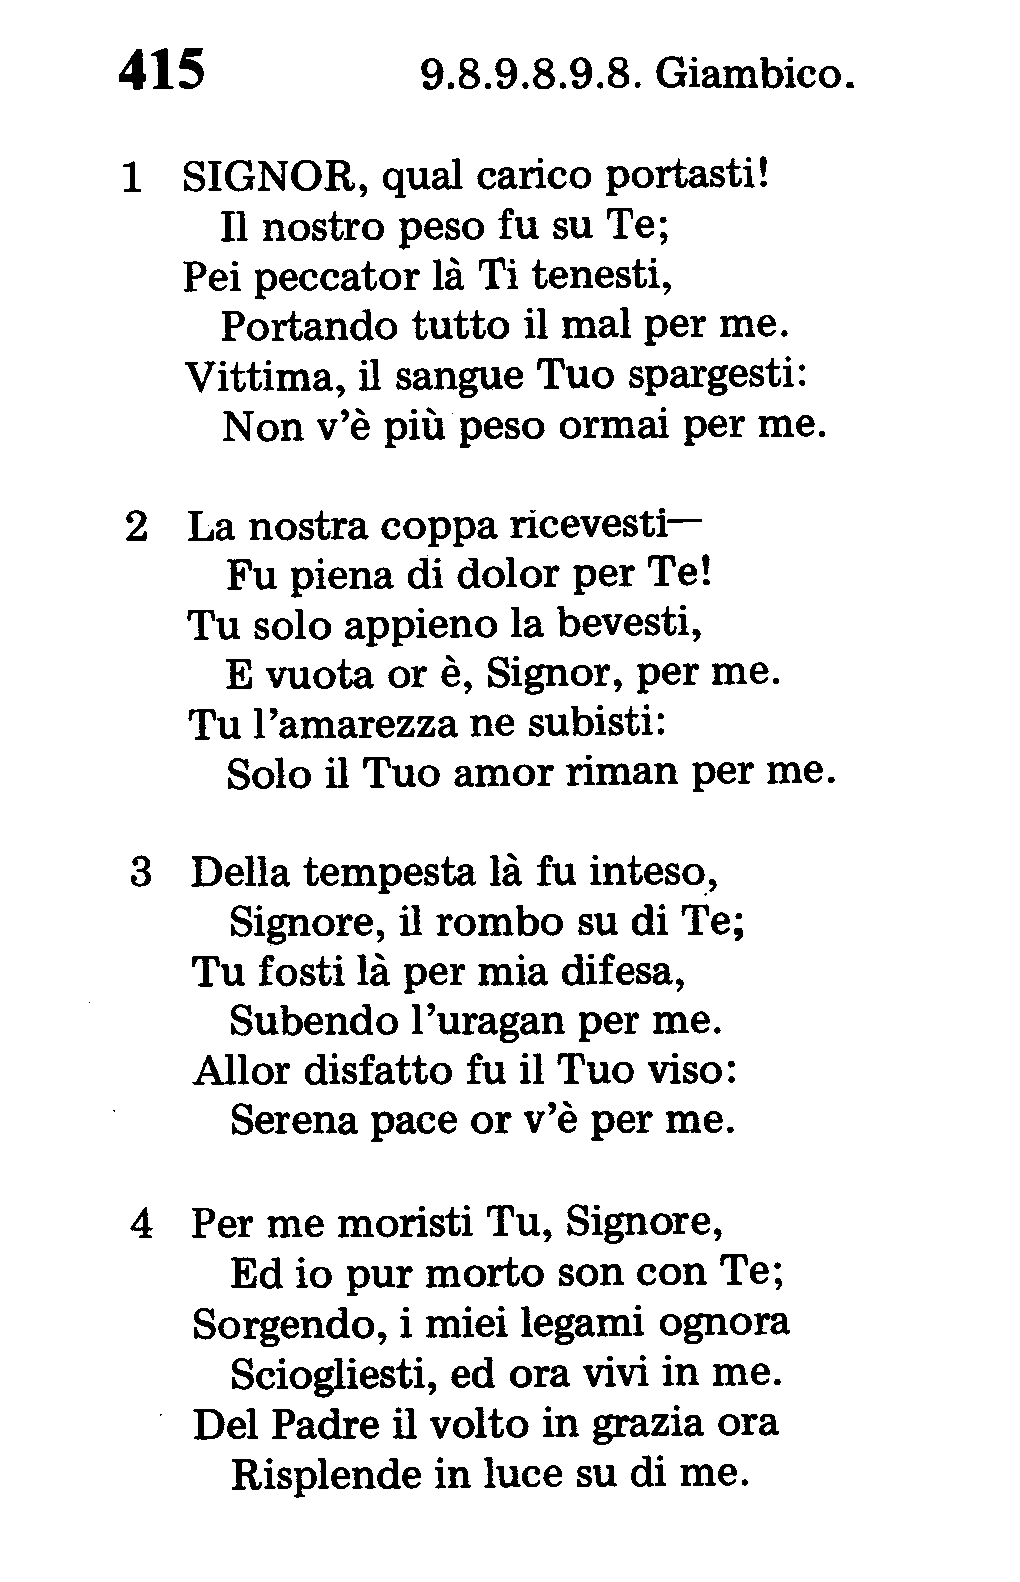 415 9.8.9.8.9.8. Giambico.
1 SIGNOR, qual carico portasti!
Il nostro peso fu su Te;
Pei peccator là Ti tenesti,
Portando tutto il mal per me.
Vittima, il sangue Tuo spargesti:
Non v'è più peso ormai per me.
2 La nostra coppa ricevesti—
Fu piena di dolor per Te!
Tu solo appieno la bevesti,
E vuota or è, Signor, per me.
Tu l'amarezza ne subisti:
Solo il Tuo amor riman per me.
3 Della tempesta là fu inteso,
Signore, il rombo su di Te;
Tu fosti là per mia difesa,
Subendo l'uragan per me.
Allor disfatto fu il Tuo viso:
Serena pace or v'è per me.
4 Per me moristi Tu, Signore,
Ed io pur morto son con Te;
Sorgendo, i miei legami ognora
Sciogliesti, ed ora vivi in me.
Del Padre il volto in grazia ora
Risplende in luce su di me.